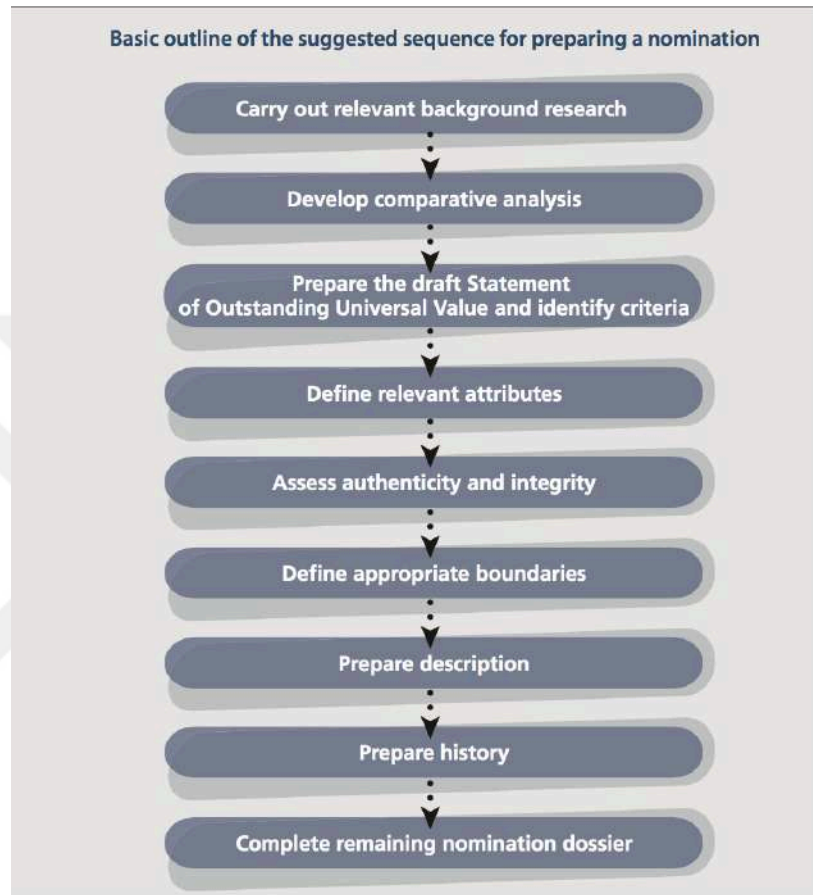 Basic outline of the suggested sequence for preparing a nomination
Carry out relevant background research
Develop comparative analysis
Prepare the draft Statement
of Outstanding Universal Value and identify criteria
Define relevant attributes
Assess authenticity and integrity
Define appropriate boundaries
Prepare description
Prepare history
Complete remaining nomination dossier